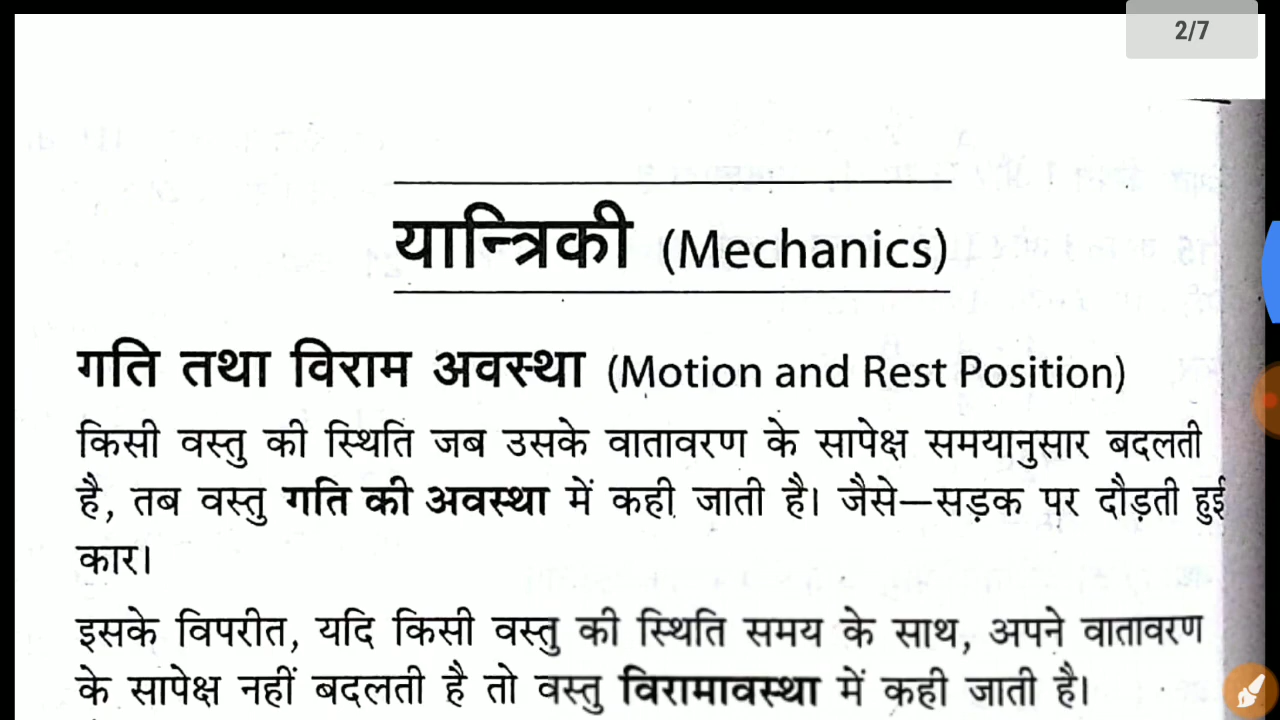 2/7
यान्त्रिकी (Mechanics)
गति तथा विराम अवस्था (Motion and Rest Position)
किसी वस्तु की स्थिति जब उसके वातावरण के सापेक्ष समयानुसार बदलती
है, तब वस्तु गति की अवस्था में कही जाती है। जैसे—सड़क पर दौड़ती हुई
कार।
इसके विपरीत, यदि किसी वस्तु की स्थिति समय के साथ, अपने वातावरण
के सापेक्ष नहीं बदलती है तो वस्तु विरामावस्था में कही जाती है।